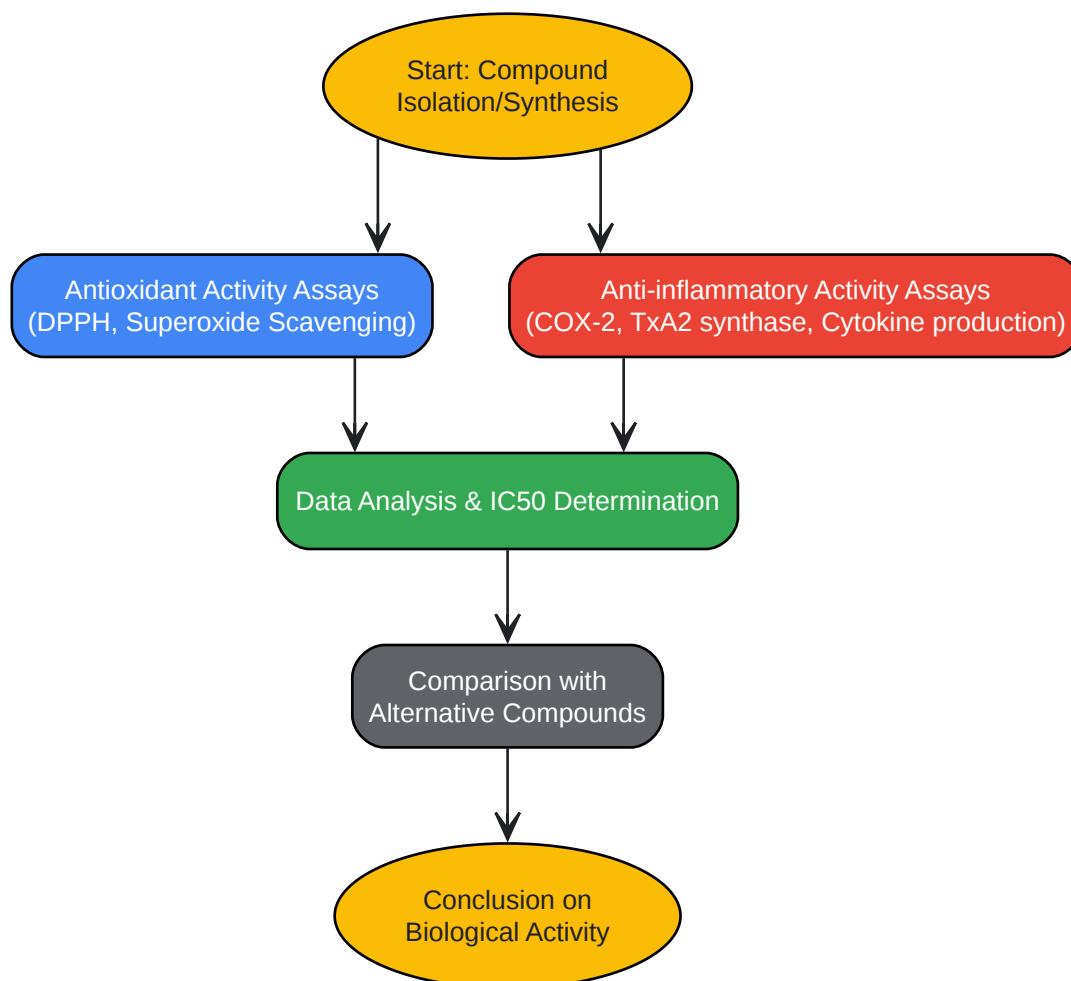 Start: Compound
Isolation/Synthesis
Antioxidant Activity Assays
(DPPH, Superoxide Scavenging)
Anti-inflammatory Activity Assays
(COX-2, TxA2 synthase, Cytokine production)
Data Analysis & IC50 Determination
Comparison with
Alternative Compounds
Conclusion on
Biological Activity